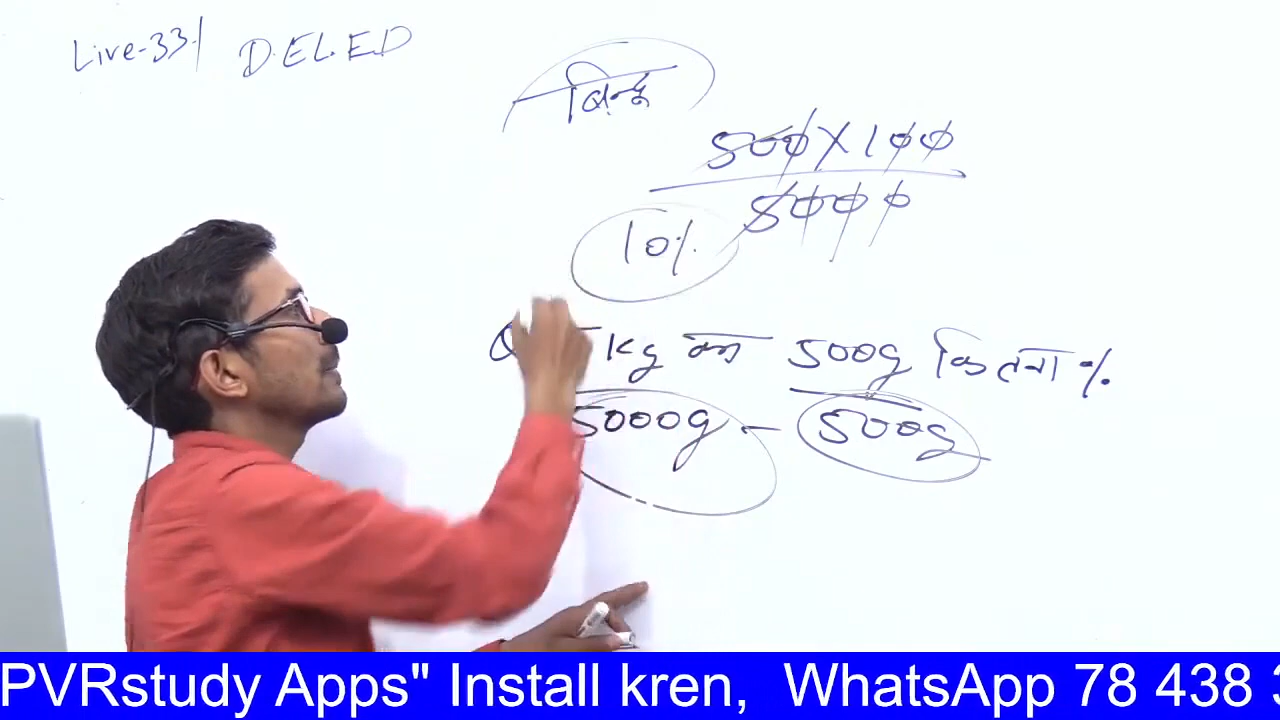 Live-33 D.EL.E.D
बिन्दु
500 X 100
5000
10%
Q kg का 500g कितना %
5000g - 500g
PVRstudy Apps" Install kren, WhatsApp 78 438